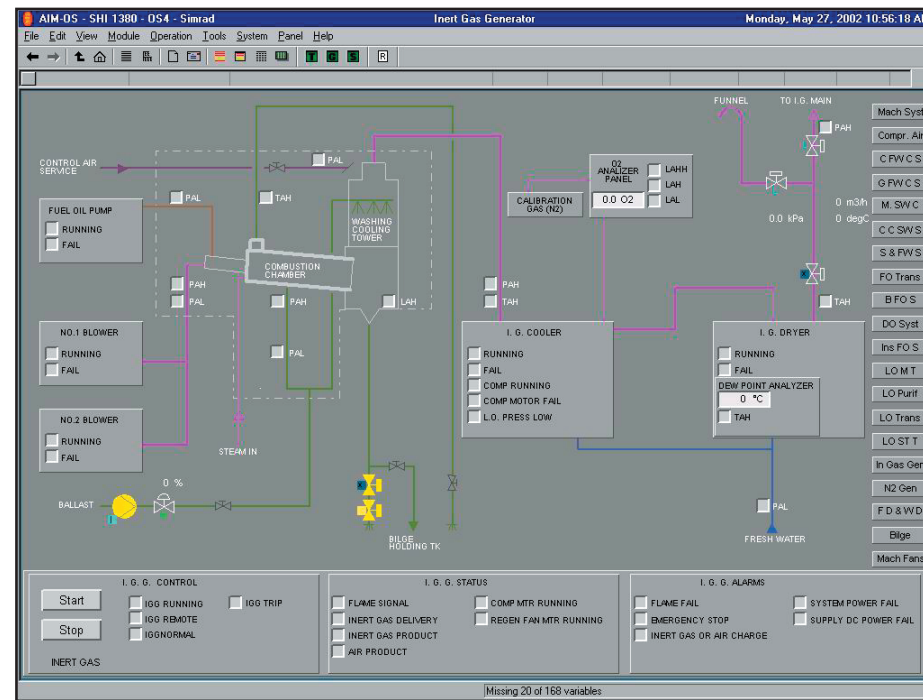 AIM-OS - SHI 1380 - OS4 - Simrad
Inert Gas Generator
Monday, May 27, 2002 10:56:18 A
File Edit View Module Operation Tools System Panel Help
T G S R
FUNNEL
TO I.G. MAIN
PAH
CONTROL AIR
SERVICE
PAL
PAL
TAH
O2
ANALIZER
PANEL
0.0 O2
LAHH
LAH
LAL
CALIBRATION
GAS (N2)
0.0 kPa
0 m3/h
0 degC
FUEL OIL PUMP
RUNNING
FAIL
WASHING
COOLING
TOWER
COMBUSTION
CHAMBER
PAH
PAL
PAH
LAH
PAL
PAH
TAH
TAH
NO.1 BLOWER
RUNNING
FAIL
NO.2 BLOWER
RUNNING
FAIL
STEAM IN
I. G. COOLER
RUNNING
FAIL
COMP RUNNING
COMP MOTOR FAIL
L.O. PRESS LOW
I. G. DRYER
RUNNING
FAIL
DEW POINT ANALYZER
0 °C
TAH
0 %
BALLAST
BILGE
HOLDING TK
PAL
FRESH WATER
Mach Syst
Compr. Air
C FW C S
G FW C S
M. SW C
C C SW S
S & FW S
FO Trans
B FO S
DO Syst
Ins FO S
LO M T
LO Purif
LO Trans
LO ST T
In Gas Gen
N2 Gen
F D & W D
Bilge
Mach Fans
I. G. G. CONTROL
Start
Stop
INERT GAS
IGG RUNNING
IGG REMOTE
IGGNORMAL
IGG TRIP
I. G. G. STATUS
FLAME SIGNAL
INERT GAS DELIVERY
INERT GAS PRODUCT
AIR PRODUCT
COMP MTR RUNNING
REGEN FAN MTR RUNNING
I. G. G. ALARMS
FLAME FAIL
EMERGENCY STOP
INERT GAS OR AIR CHARGE
SYSTEM POWER FAIL
SUPPLY DC POWER FAIL
Missing 20 of 168 variables